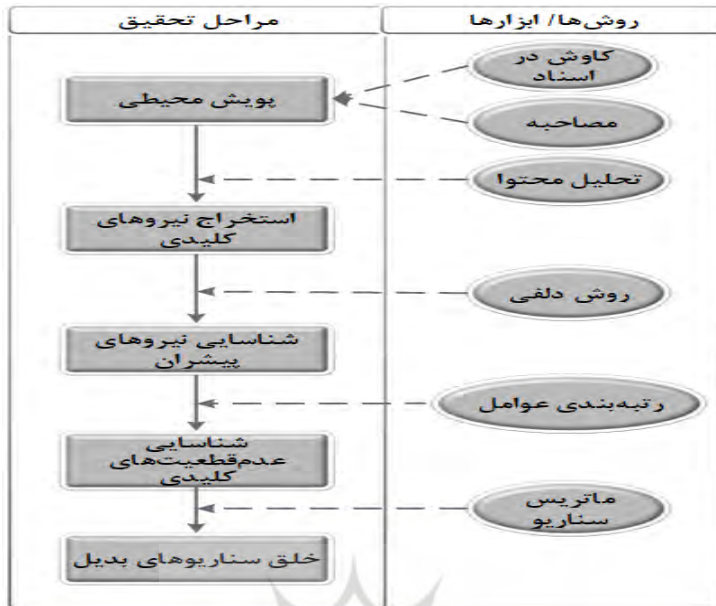 روش‌ها/ ابزارها
مراحل تحقیق
کاوش در
اسناد
پویش محیطی
مصاحبه
تحلیل محتوا
استخراج نیروهای
کلیدی
روش دلفی
شناسایی نیروهای
پیشران
رتبه‌بندی عوامل
شناسایی
عدم‌قطعیت‌های
کلیدی
ماتریس
سناریو
خلق سناریوهای بدیل